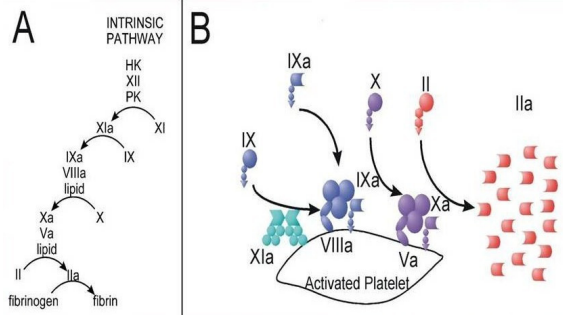 A
INTRINSIC
PATHWAY
HK
XII
PK
XIa
XI
IXa
IX
VIIIa
lipid
Xa
X
Va
lipid
II
IIa
fibrinogen
fibrin
B
IXa
X
II
IIa
IX
IXa
Xa
XIa
VIIIa
Va
Activated Platelet